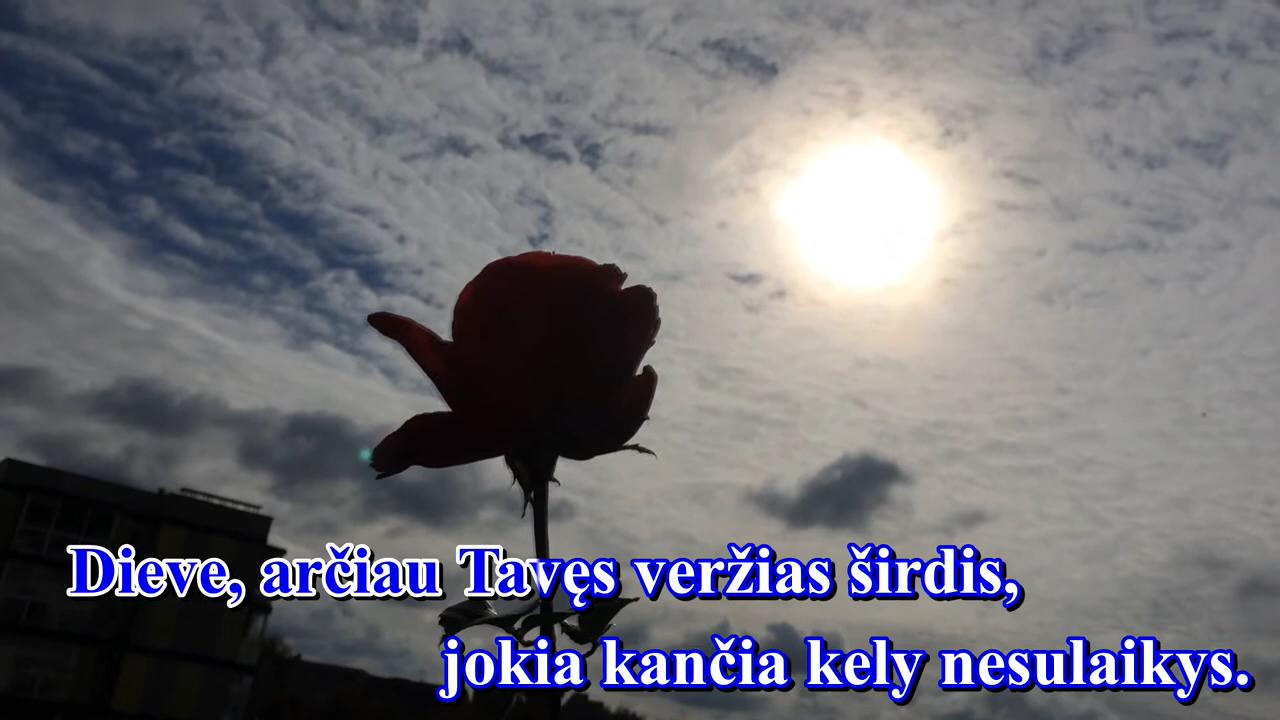 Dieve, arčiau Tavęs veržias širdis,
jokia kančia kely nesulaikys.